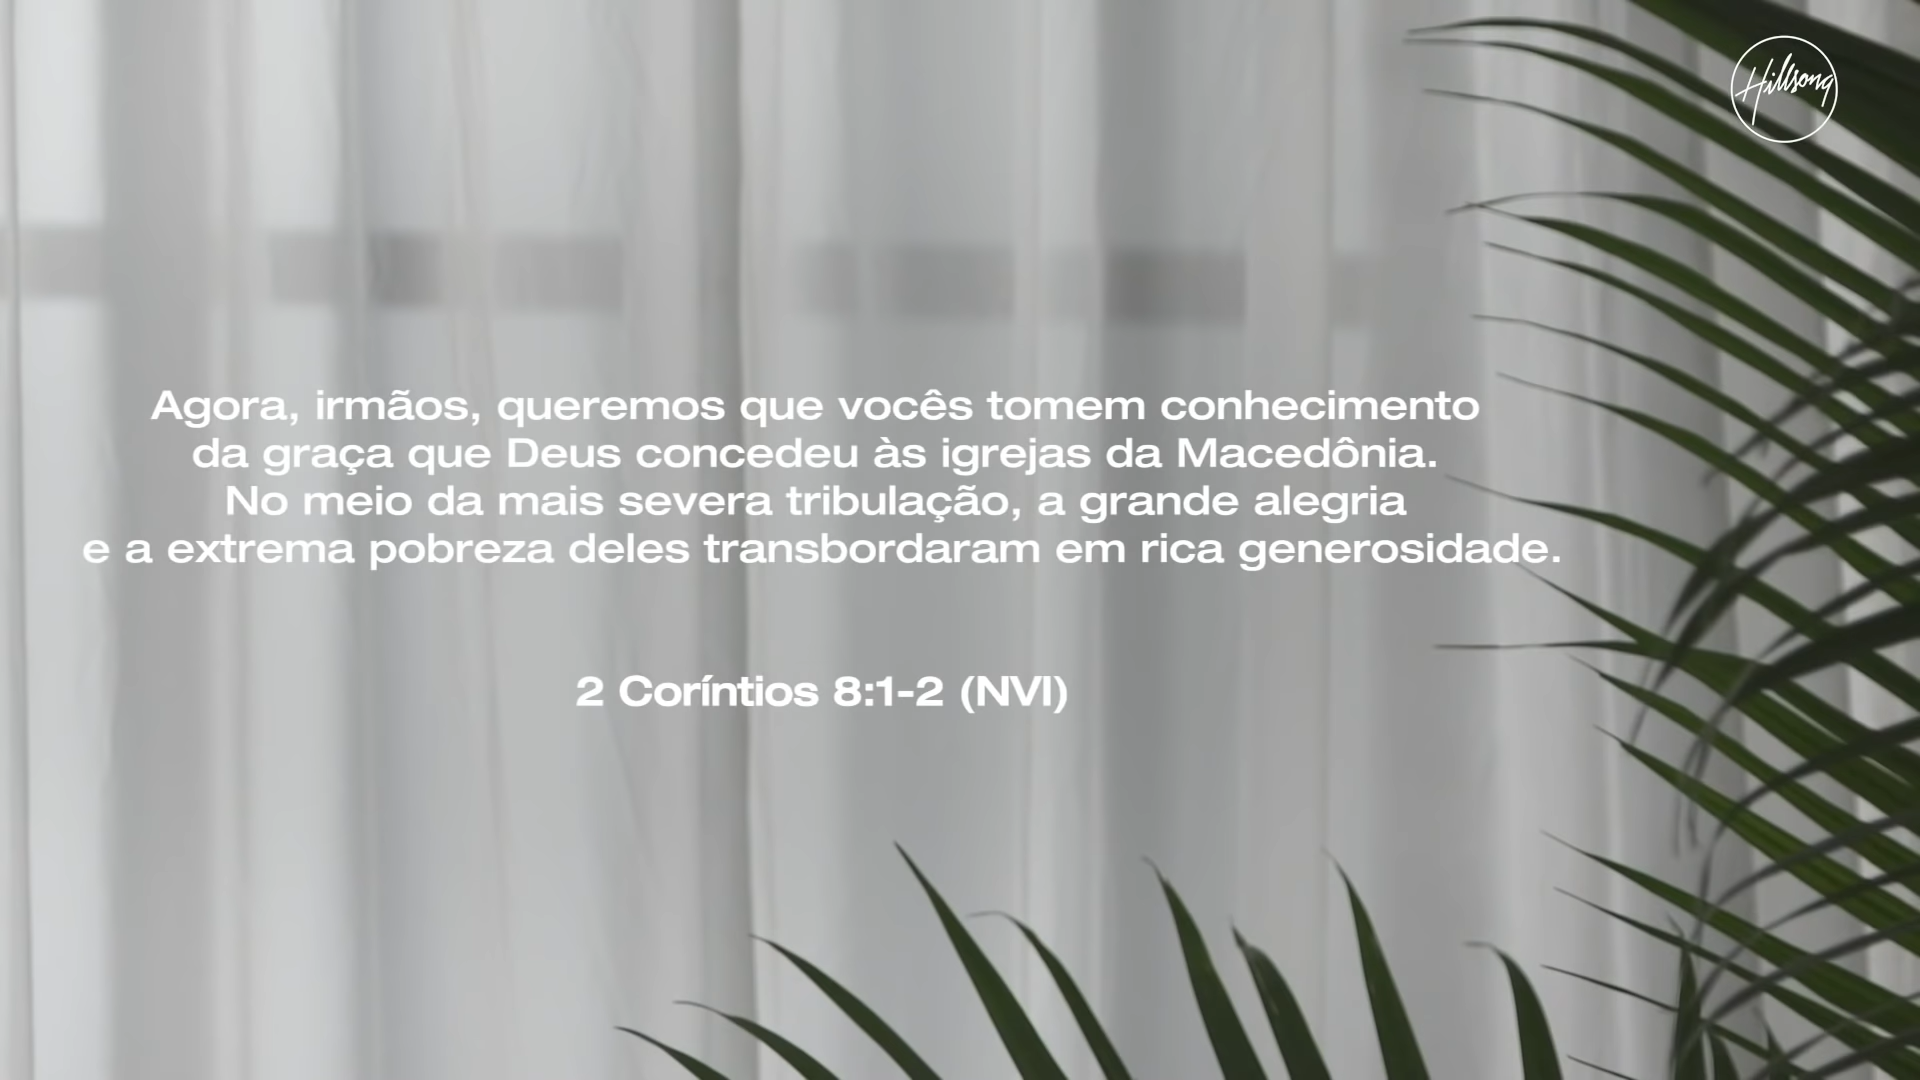 Hillsong
Agora, irmãos, queremos que vocês tomem conhecimento
da graça que Deus concedeu às igrejas da Macedônia.
No meio da mais severa tribulação, a grande alegria
e a extrema pobreza deles transbordaram em rica generosidade.
2 Coríntios 8:1-2 (NVI)